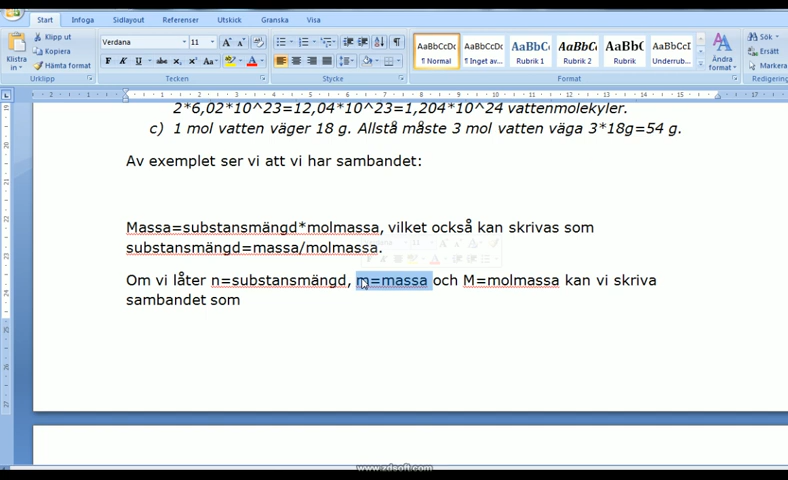 Start Infoga Sidlayout Referenser Utskick Granska Visa
Klipp ut
Kopiera
Hämta format
Klistra in
Verdana 11
AaBbCcDc AaBbCcDc AaBbC AaBbCc AaBbC AaBbCcI
¶ Normal ¶ Inget av... Rubrik 1 Rubrik 2 Rubrik Underrub...
Ändra format
Sök
Ersätt
Markera
Urklipp Tecken Stycke Format Redigering
2*6,02*10^23=12,04*10^23=1,204*10^24 vattenmolekyler.
c) 1 mol vatten väger 18 g. Allstå måste 3 mol vatten väga 3*18g=54 g.
Av exemplet ser vi att vi har sambandet:
Massa=substansmängd*molmassa, vilket också kan skrivas som
substansmängd=massa/molmassa.
Om vi låter n=substansmängd, m=massa och M=molmassa kan vi skriva
sambandet som
www.zdsoft.com